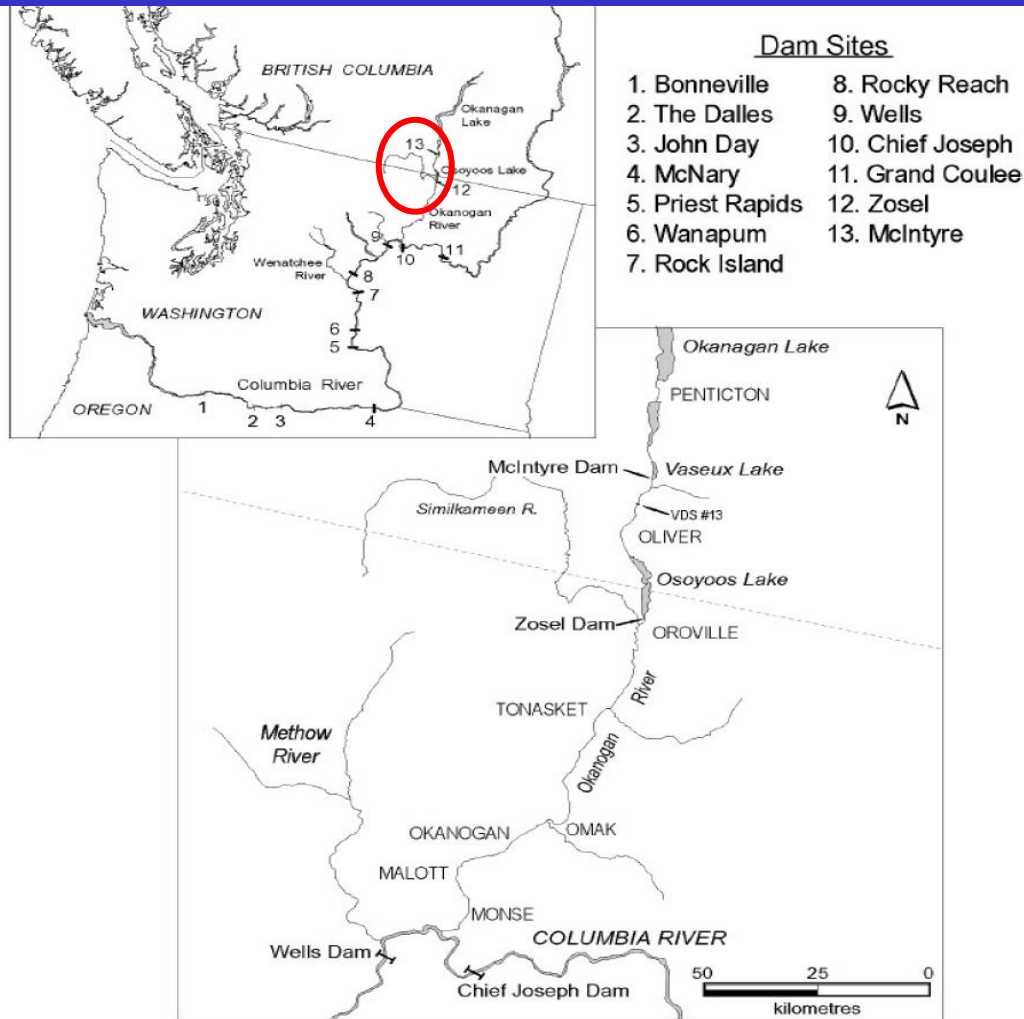 BRITISH COLUMBIA
Okanagan
Lake
13
Osoyoos Lake
12
Okanogan
River
9
10
11
Wenatchee
River
8
7
WASHINGTON
6
5
Columbia River
OREGON
1
2
3
4
Dam Sites
1. Bonneville
2. The Dalles
3. John Day
4. McNary
5. Priest Rapids
6. Wanapum
7. Rock Island
8. Rocky Reach
9. Wells
10. Chief Joseph
11. Grand Coulee
12. Zosel
13. McIntyre
Okanagan Lake
PENTICTON
N
McIntyre Dam
Vaseux Lake
Similkameen R.
VDS #13
OLIVER
Osoyoos Lake
Zosel Dam
OROVILLE
River
TONASKET
Methow
River
Okanogan
OKANOGAN
OMAK
MALOTT
MONSE
COLUMBIA RIVER
Wells Dam
Chief Joseph Dam
50
25
0
kilometres